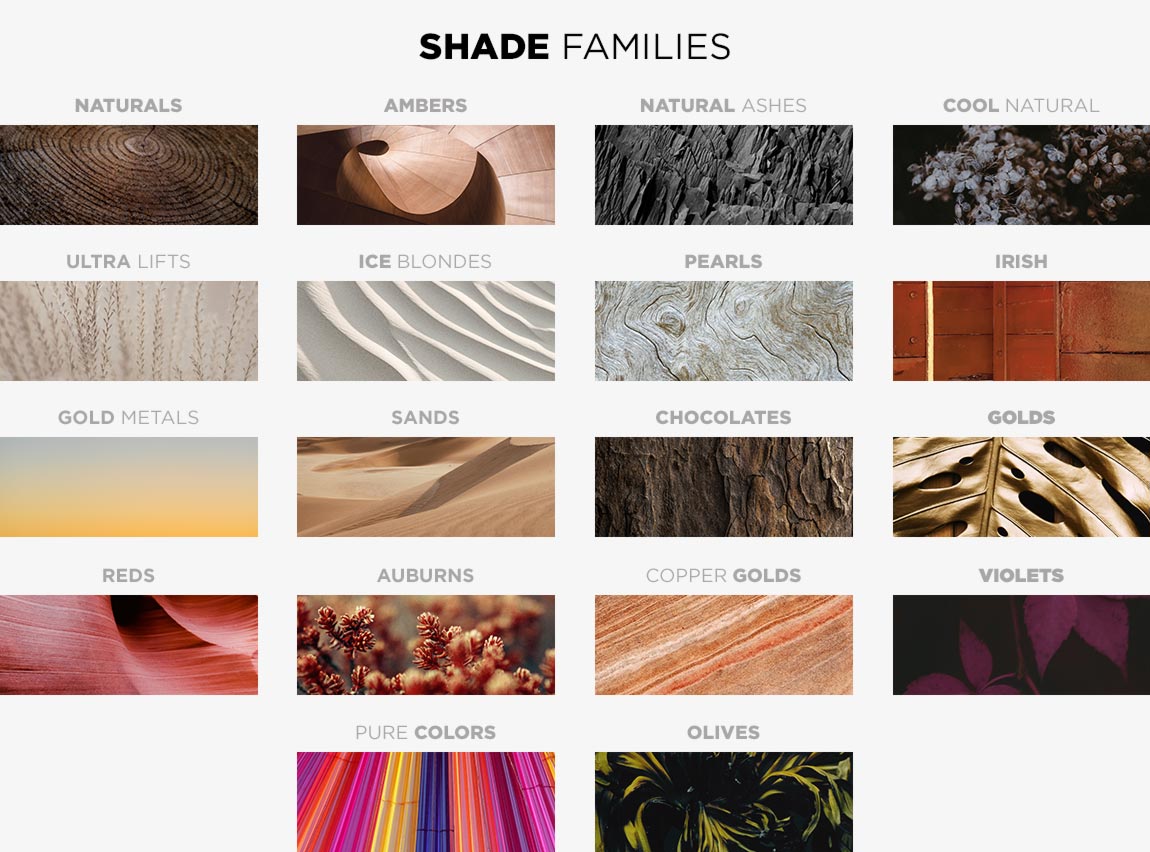 SHADE FAMILIES
NATURALS
AMBERS
NATURAL ASHES
COOL NATURAL
ULTRA LIFTS
ICE BLONDES
PEARLS
IRISH
GOLD METALS
SANDS
CHOCOLATES
GOLDS
REDS
AUBURNS
COPPER GOLDS
VIOLETS
PURE COLORS
OLIVES